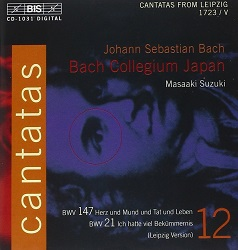 BIS
CD-1031 DIGITAL
CANTATAS FROM LEIPZIG
1723 / V
Johann Sebastian Bach
Bach Collegium Japan
Masaaki Suzuki
cantatas
BWV 147 Herz und Mund und Tat und Leben
BWV 21 Ich hatte viel Bekümmernis
(Leipzig Version)
12